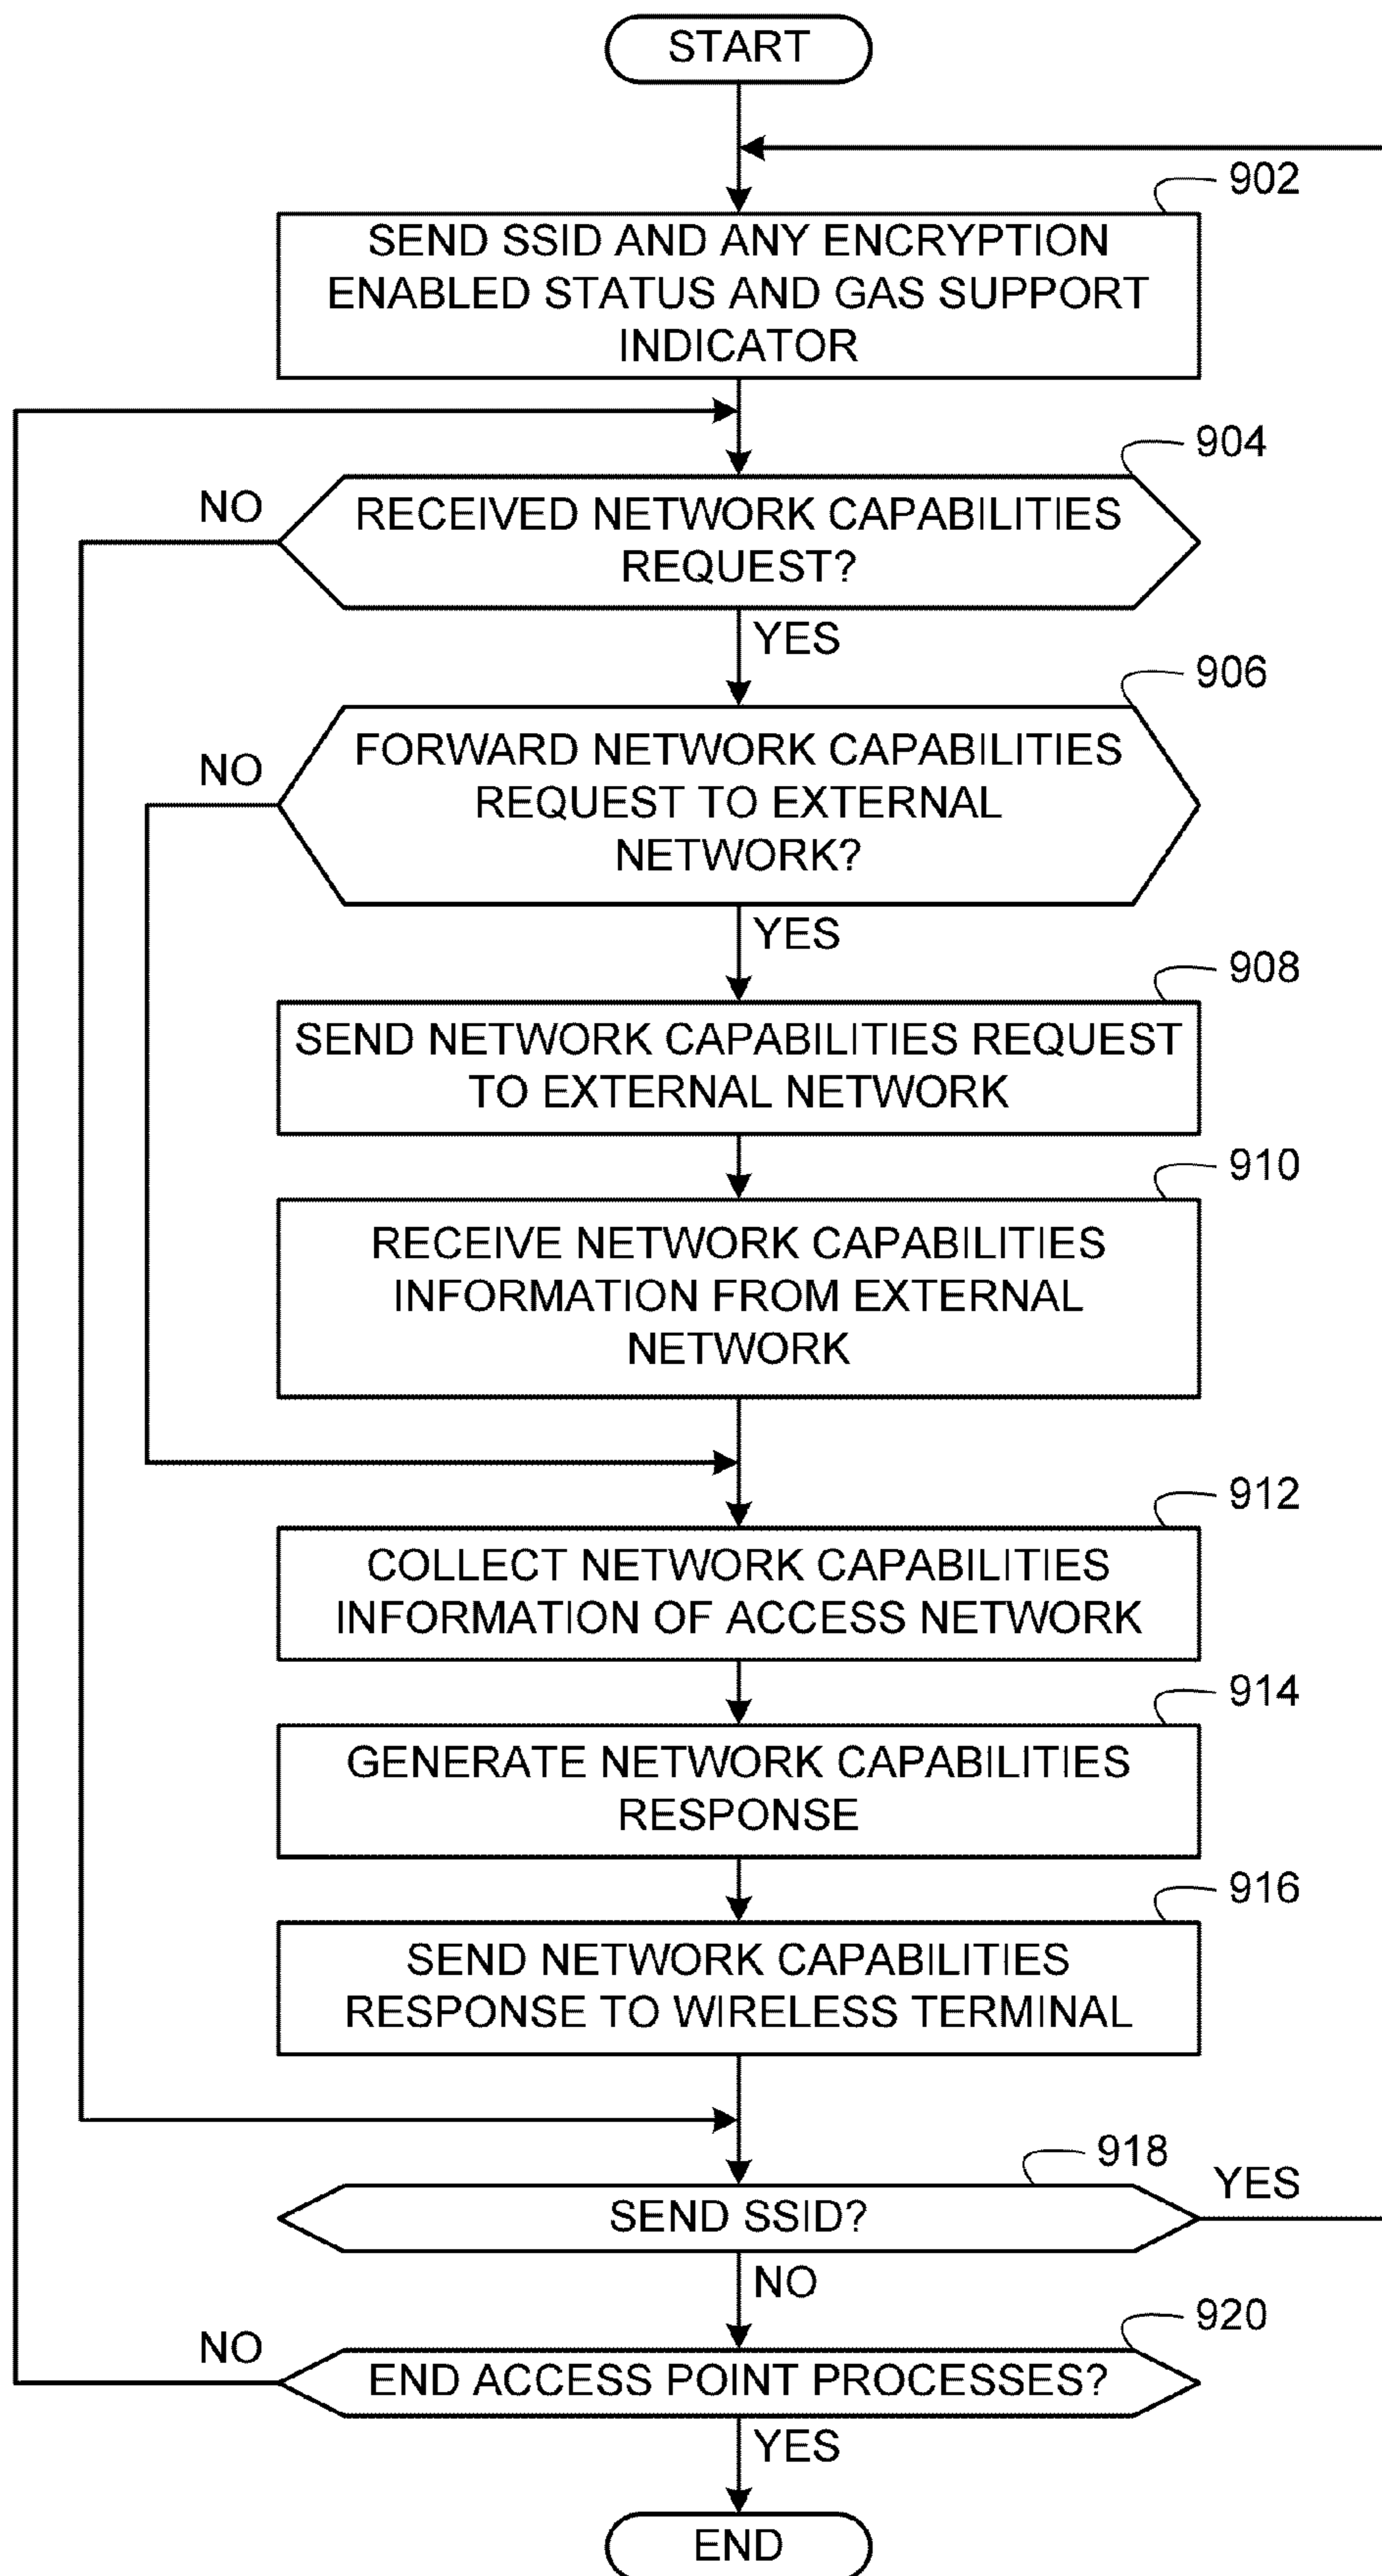 START
902
SEND SSID AND ANY ENCRYPTION
ENABLED STATUS AND GAS SUPPORT
INDICATOR
904
NO
RECEIVED NETWORK CAPABILITIES
REQUEST?
YES
906
NO
FORWARD NETWORK CAPABILITIES
REQUEST TO EXTERNAL
NETWORK?
YES
908
SEND NETWORK CAPABILITIES REQUEST
TO EXTERNAL NETWORK
910
RECEIVE NETWORK CAPABILITIES
INFORMATION FROM EXTERNAL
NETWORK
912
COLLECT NETWORK CAPABILITIES
INFORMATION OF ACCESS NETWORK
914
GENERATE NETWORK CAPABILITIES
RESPONSE
916
SEND NETWORK CAPABILITIES
RESPONSE TO WIRELESS TERMINAL
918
YES
SEND SSID?
NO
920
NO
END ACCESS POINT PROCESSES?
YES
END